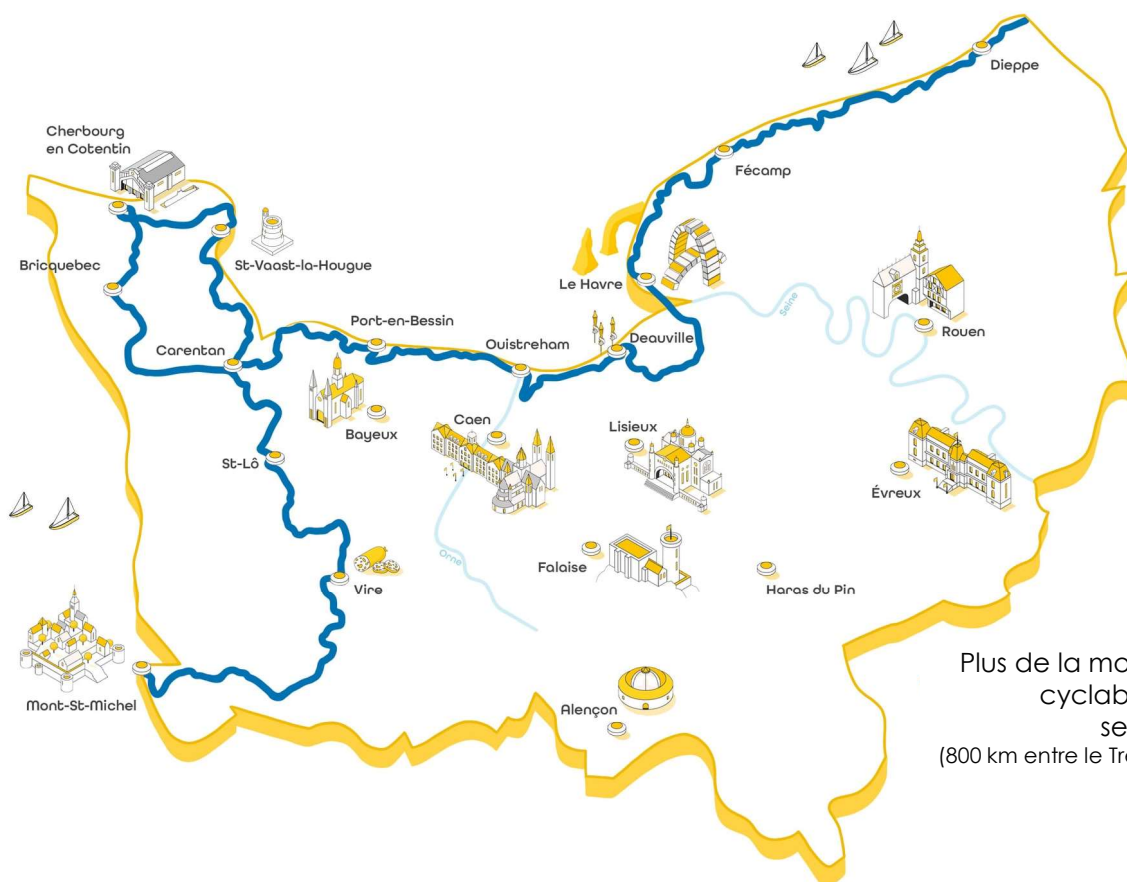 Dieppe
Cherbourg
en Cotentin
Fécamp
St-Vaast-la-Hougue
Bricquebec
Le Havre
Seine
Rouen
Port-en-Bessin
Ouistreham
Deauville
Carentan
Bayeux
Caen
Lisieux
St-Lô
Évreux
Orne
Falaise
Vire
Haras du Pin
Mont-St-Michel
Alençon
Plus de la
cyclab
se
(800 km entre le